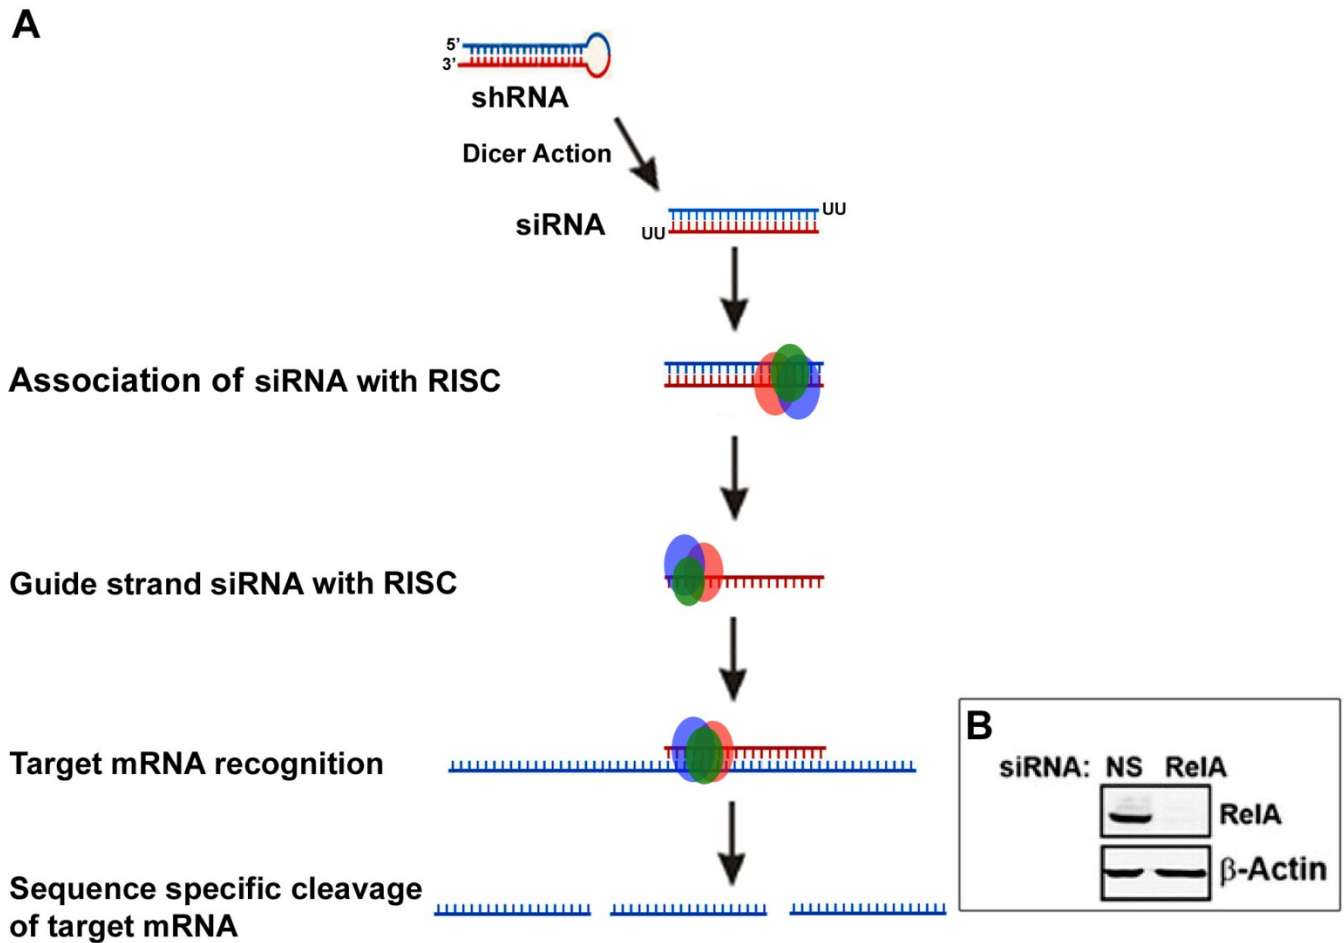 A
5'
3'
shRNA
Dicer Action
siRNA
UU
UU
Association of siRNA with RISC
Guide strand siRNA with RISC
Target mRNA recognition
Sequence specific cleavage
of target mRNA
B
siRNA: NS RelA
RelA
β-Actin